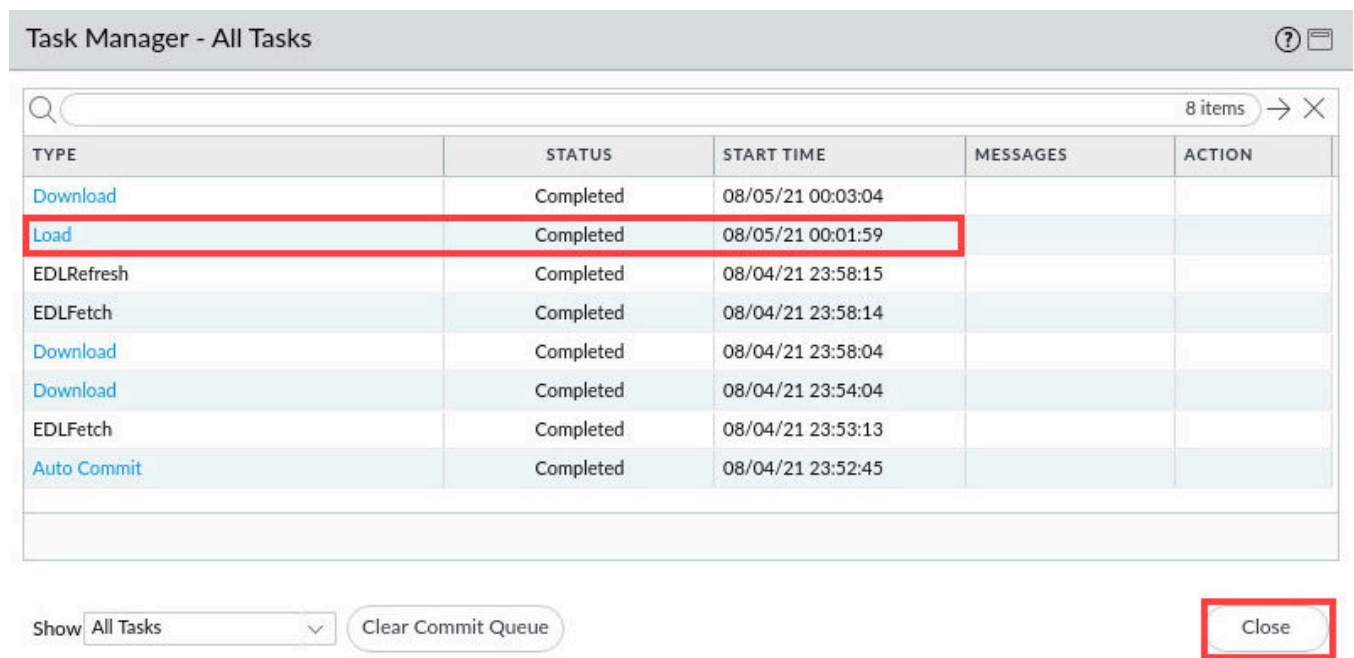 Task Manager - All Tasks
8 items
TYPE STATUS START TIME MESSAGES ACTION
Download Completed 08/05/21 00:03:04
Load Completed 08/05/21 00:01:59
EDLRefresh Completed 08/04/21 23:58:15
EDLFetch Completed 08/04/21 23:58:14
Download Completed 08/04/21 23:58:04
Download Completed 08/04/21 23:54:04
EDLFetch Completed 08/04/21 23:53:13
Auto Commit Completed 08/04/21 23:52:45
Show All Tasks Clear Commit Queue Close